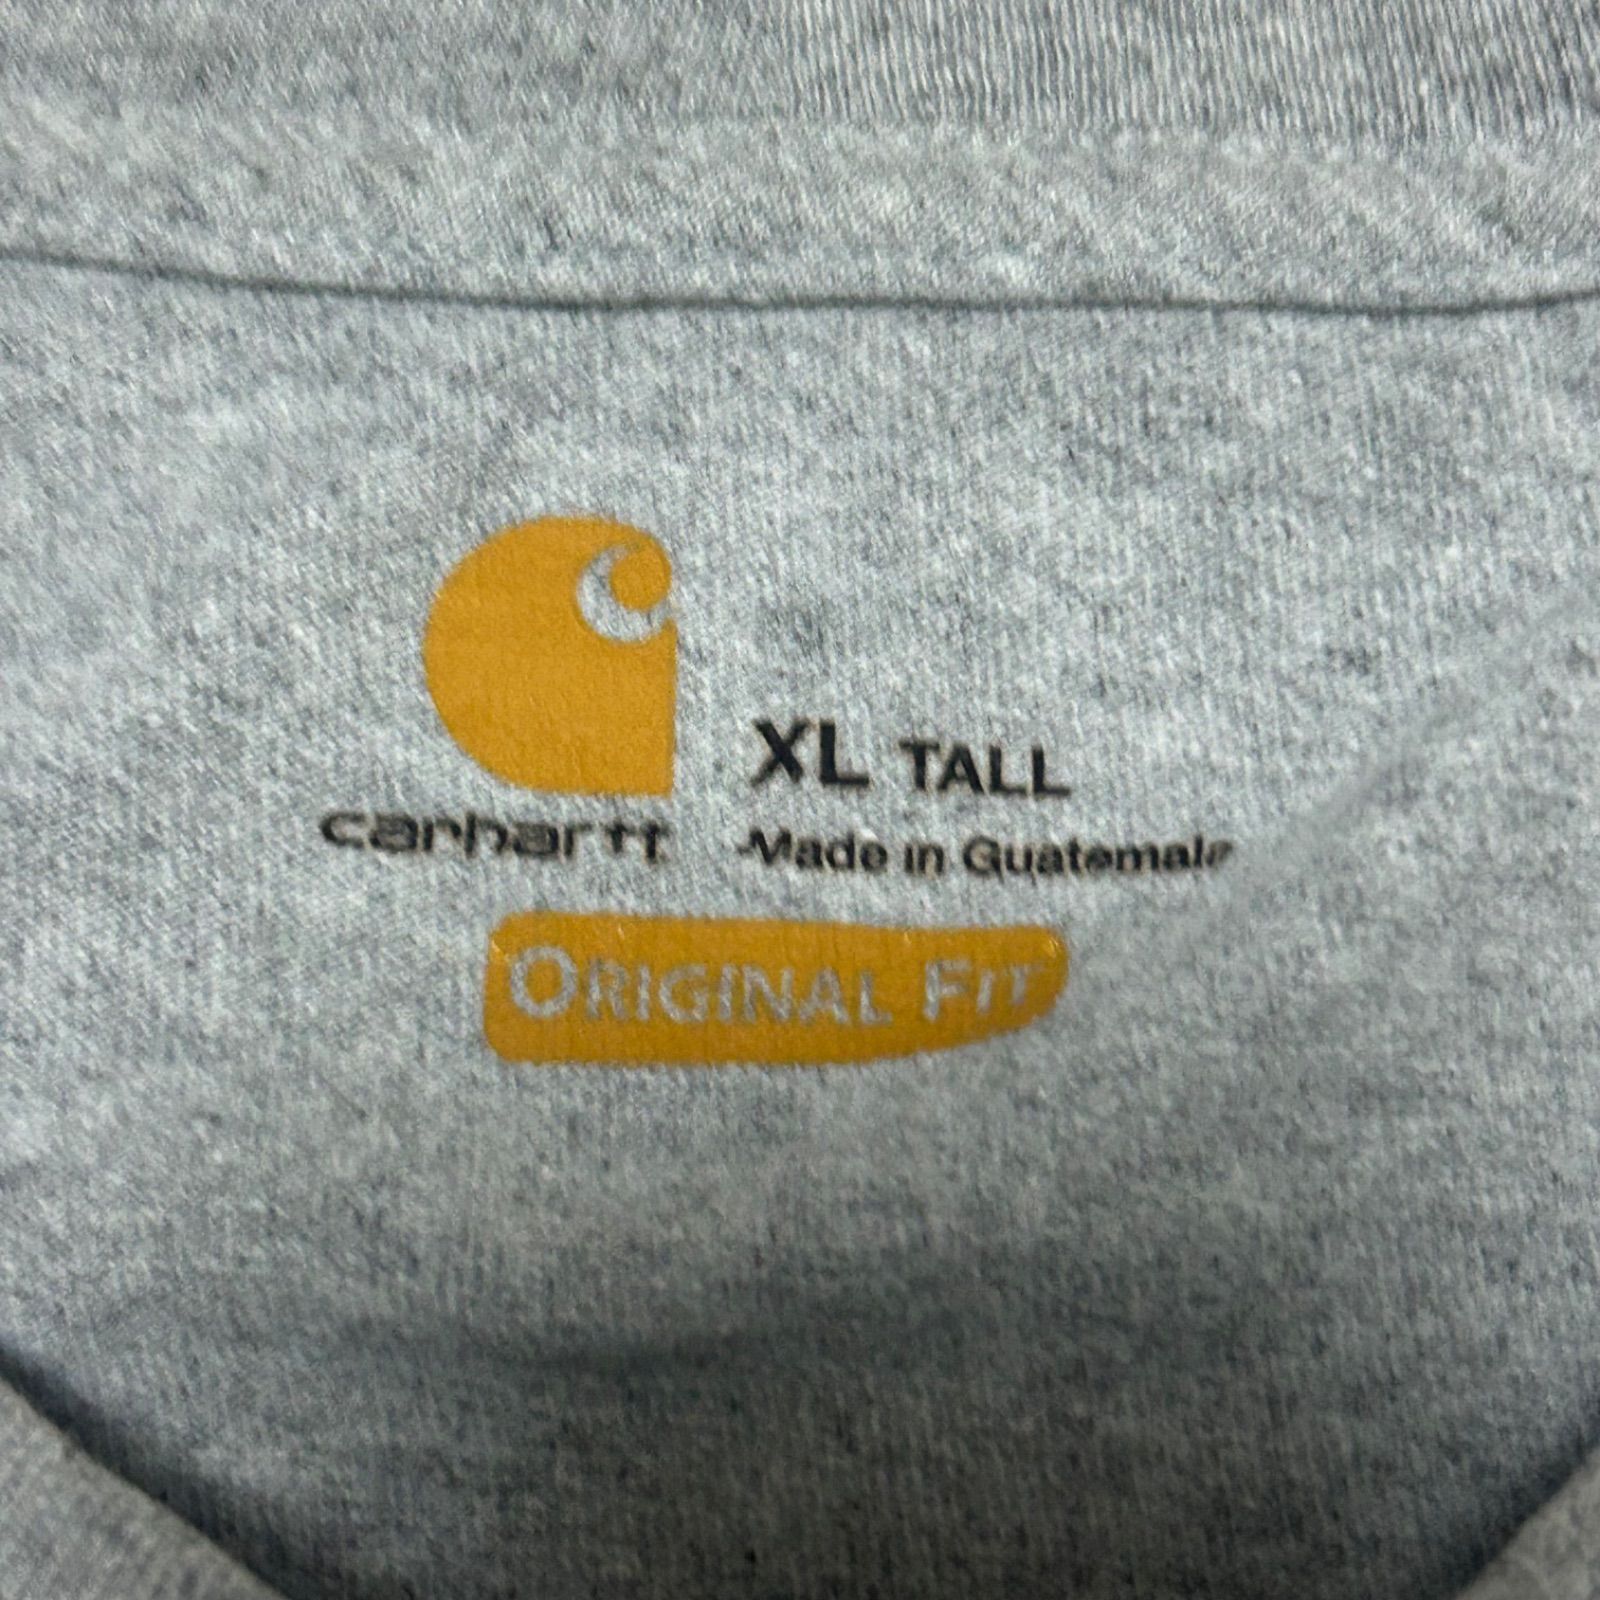 carhartt
XL TALL
Made in Guatemala
ORIGINAL FIT